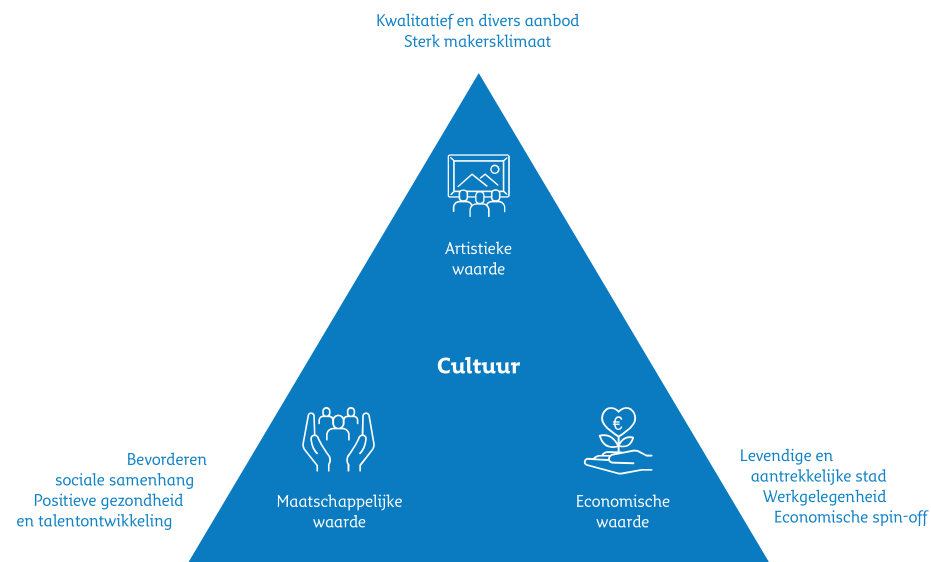 Kwalitatief en divers aanbod
Sterk makersklimaat
Artistieke
waarde
Cultuur
€
Bevorderen
sociale samenhang
Positieve gezondheid
en talentontwikkeling
Maatschappelijke
waarde
Economische
waarde
Levendige en
aantrekkelijke stad
Werkgelegenheid
Economische spin-off